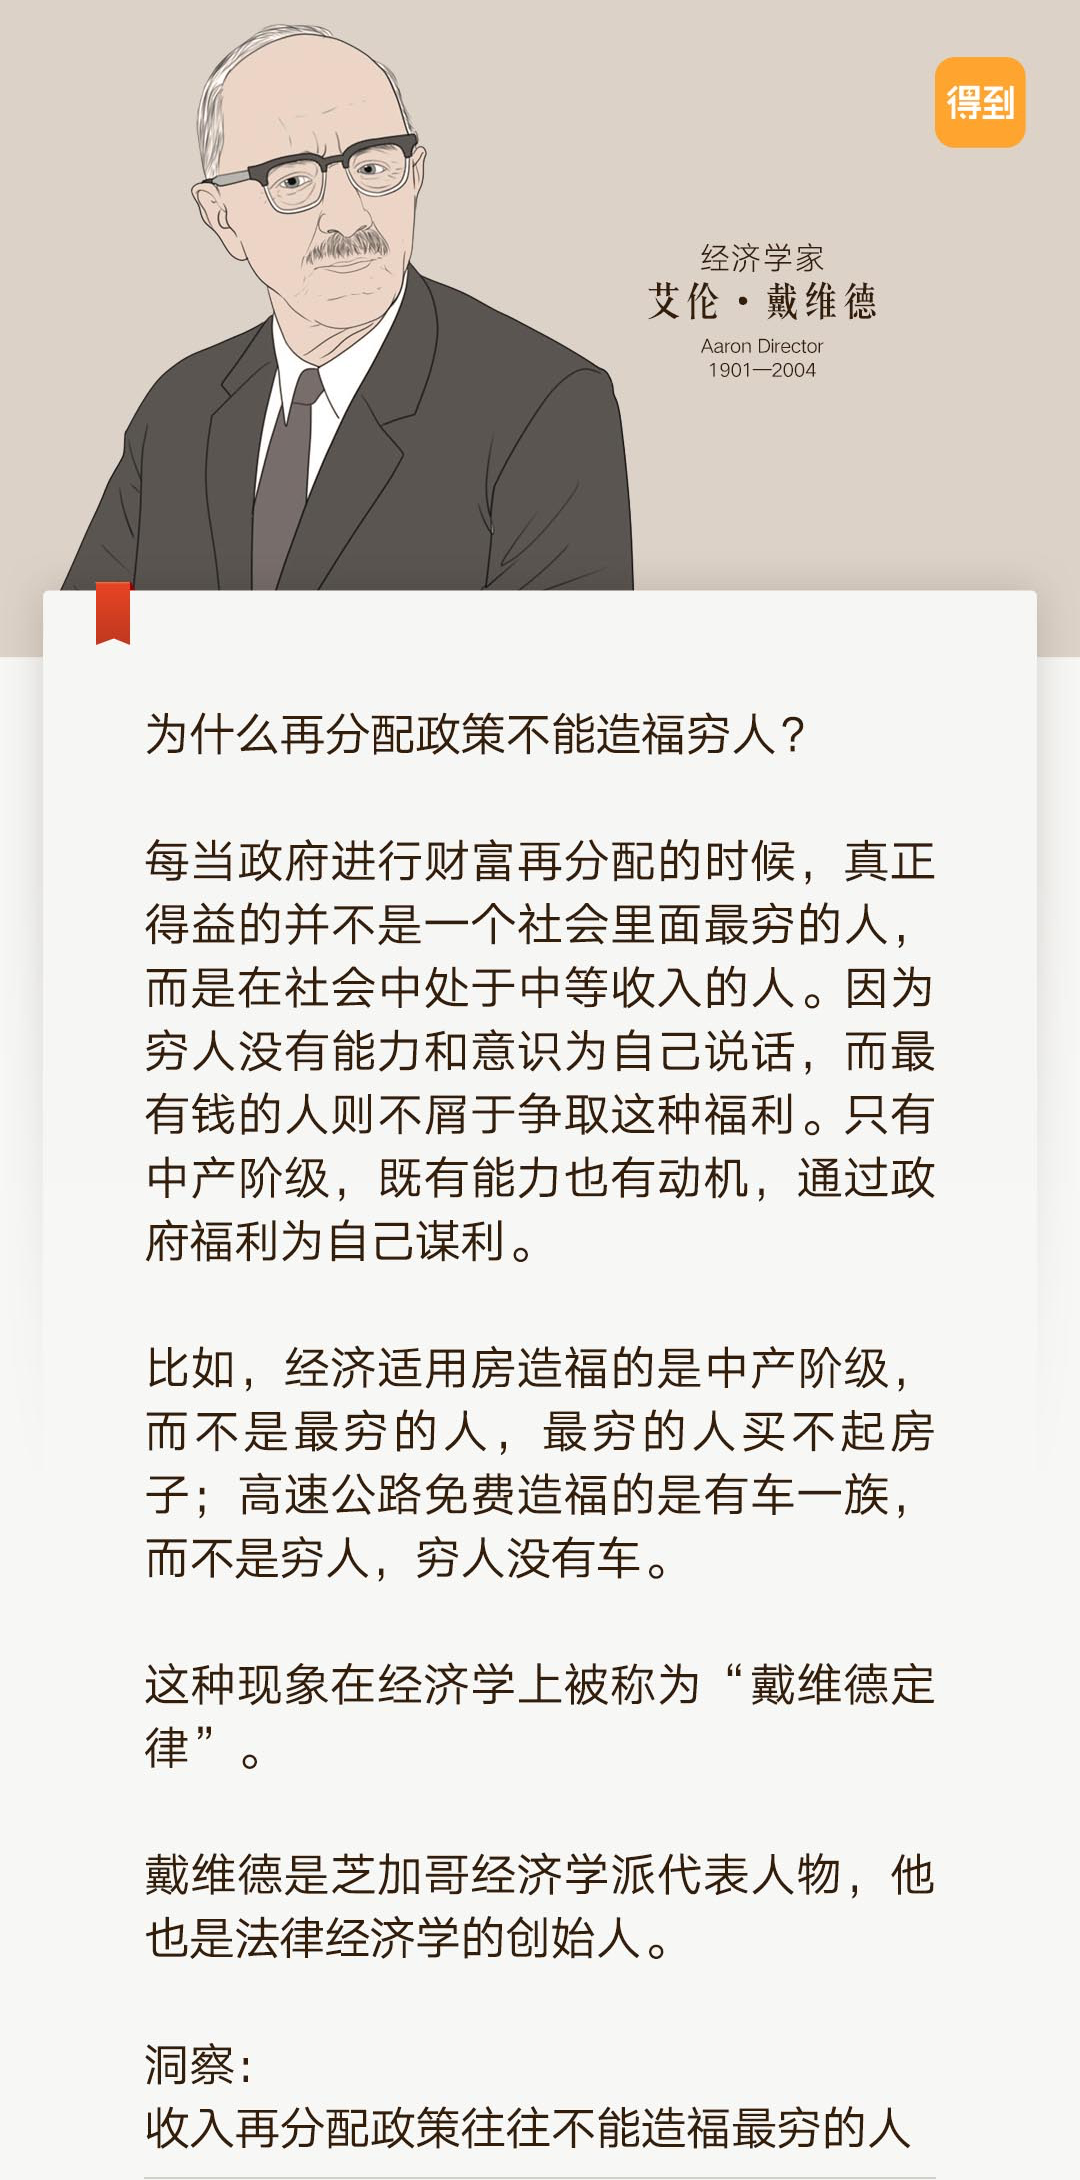 得到
经济学家
艾伦·戴维德
Aaron Director
1901—2004
为什么再分配政策不能造福穷人？
每当政府进行财富再分配的时候，真正
得益的并不是一个社会里面最穷的人，
而是在社会中处于中等收入的人。因为
穷人没有能力和意识为自己说话，而最
有钱的人则不屑于争取这种福利。只有
中产阶级，既有能力也有动机，通过政
府福利为自己谋利。
比如，经济适用房造福的是中产阶级，
而不是最穷的人，最穷的人买不起房
子；高速公路免费造福的是有车一族，
而不是穷人，穷人没有车。
这种现象在经济学上被称为“戴维德定
律”。
戴维德是芝加哥经济学派代表人物，他
也是法律经济学的创始人。
洞察：
收入再分配政策往往不能造福最穷的人